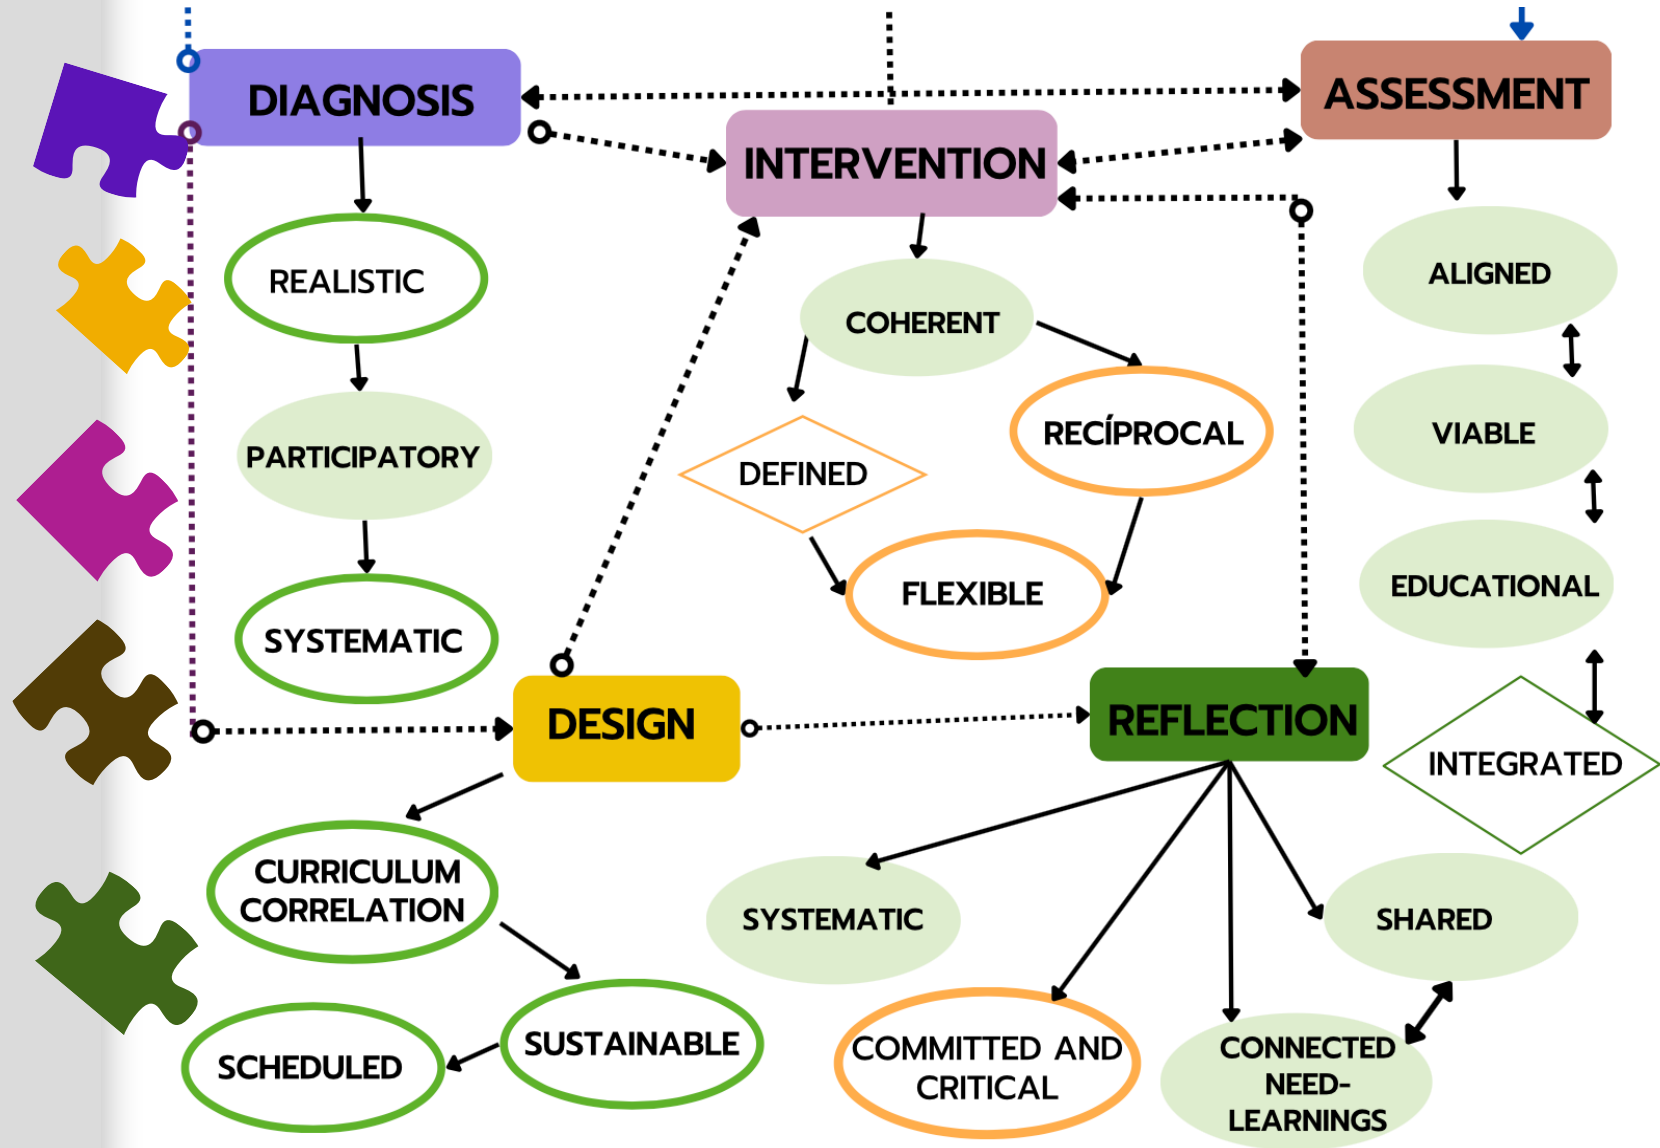 DIAGNOSIS
ASSESSMENT
INTERVENTION
REALISTIC
PARTICIPATORY
SYSTEMATIC
COHERENT
DEFINED
RECÍPROCAL
FLEXIBLE
ALIGNED
VIABLE
EDUCATIONAL
INTEGRATED
DESIGN
REFLECTION
CURRICULUM
CORRELATION
SUSTAINABLE
SCHEDULED
SYSTEMATIC
COMMITTED AND
CRITICAL
CONNECTED
NEED-
LEARNINGS
SHARED